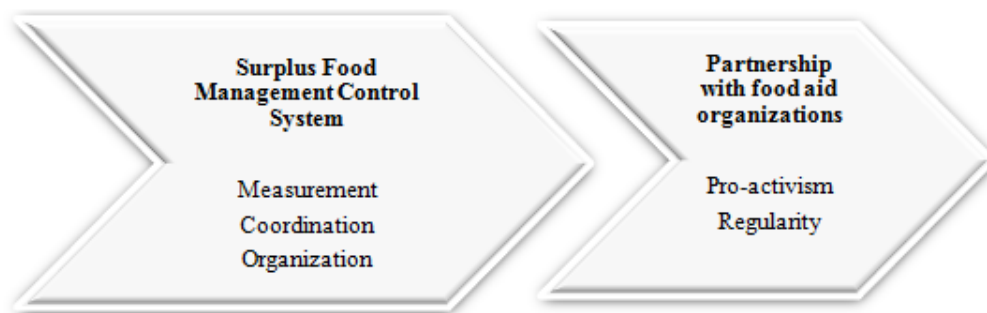 Surplus Food
Management Control
System
Measurement
Coordination
Organization
Partnership
with food aid
organizations
Pro-activism
Regularity